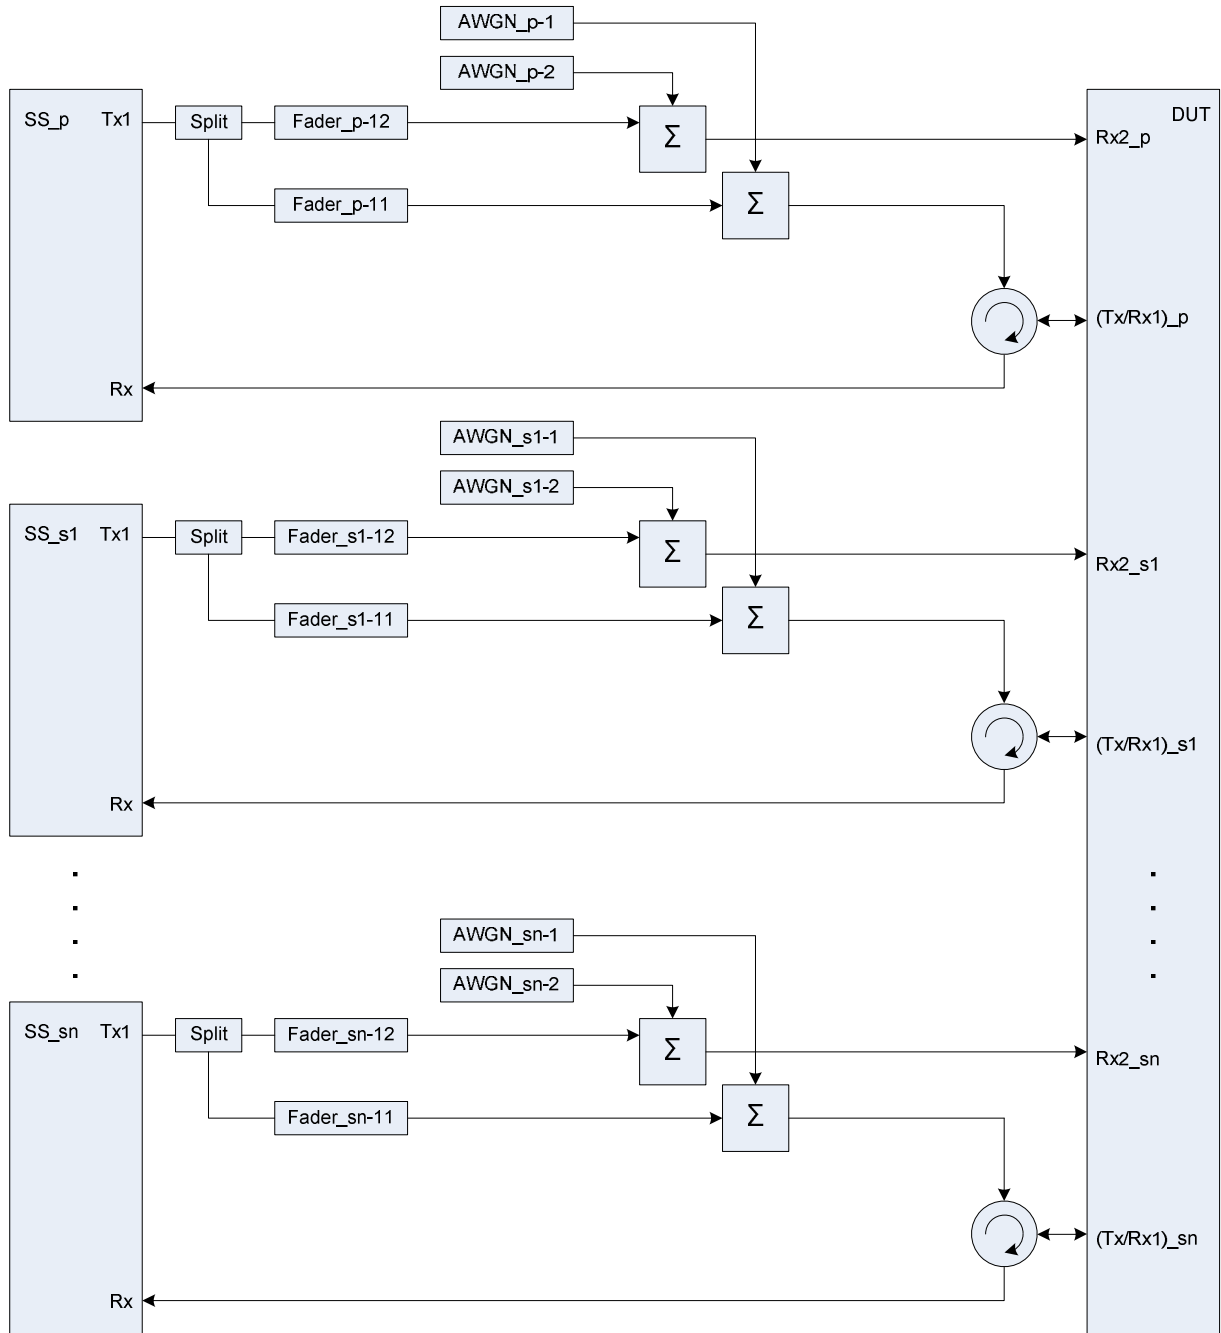 AWGN_p-1
AWGN_p-2
SS_p Tx1
Split
Fader_p-12
Σ
DUT
Rx2_p
Fader_p-11
Σ
(Tx/Rx1)_p
Rx
AWGN_s1-1
AWGN_s1-2
SS_s1 Tx1
Split
Fader_s1-12
Σ
Rx2_s1
Fader_s1-11
Σ
(Tx/Rx1)_s1
Rx
AWGN_sn-1
AWGN_sn-2
SS_sn Tx1
Split
Fader_sn-12
Σ
Rx2_sn
Fader_sn-11
Σ
(Tx/Rx1)_sn
Rx